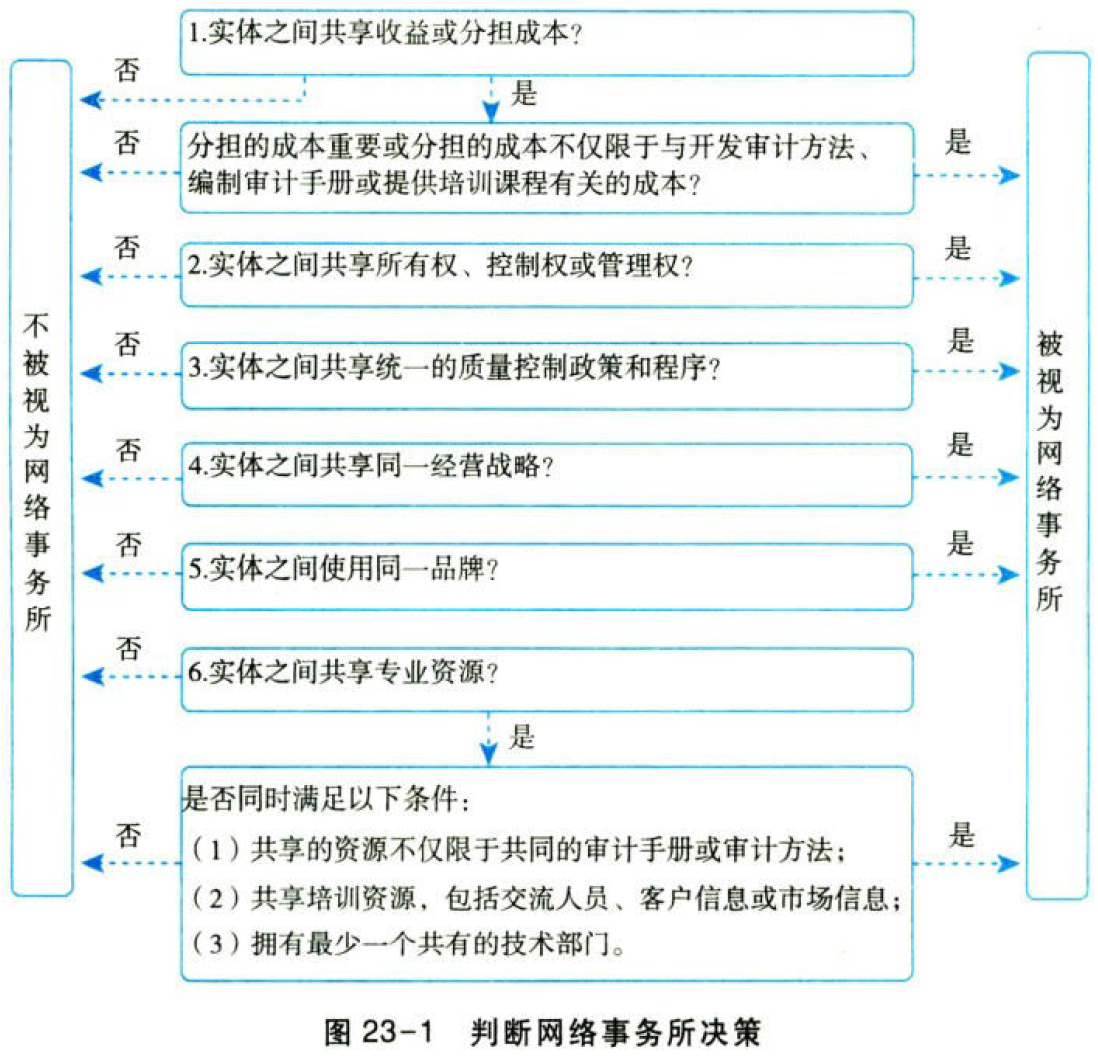 1.实体之间共享收益或分担成本?
否
是
否
分担的成本重要或分担的成本不仅限于与开发审计方法、
编制审计手册或提供培训课程有关的成本?
是
否
2.实体之间共享所有权、控制权或管理权?
是
否
3.实体之间共享统一的质量控制政策和程序?
是
否
4.实体之间共享同一经营战略?
是
否
5.实体之间使用同一品牌?
是
否
6.实体之间共享专业资源?
是
是否同时满足以下条件:
(1)共享的资源不仅限于共同的审计手册或审计方法;
(2)共享培训资源,包括交流人员、客户信息或市场信息;
(3)拥有最少一个共有的技术部门。
否
是
不被视为网络事务所
被视为网络事务所
图 23-1 判断网络事务所决策